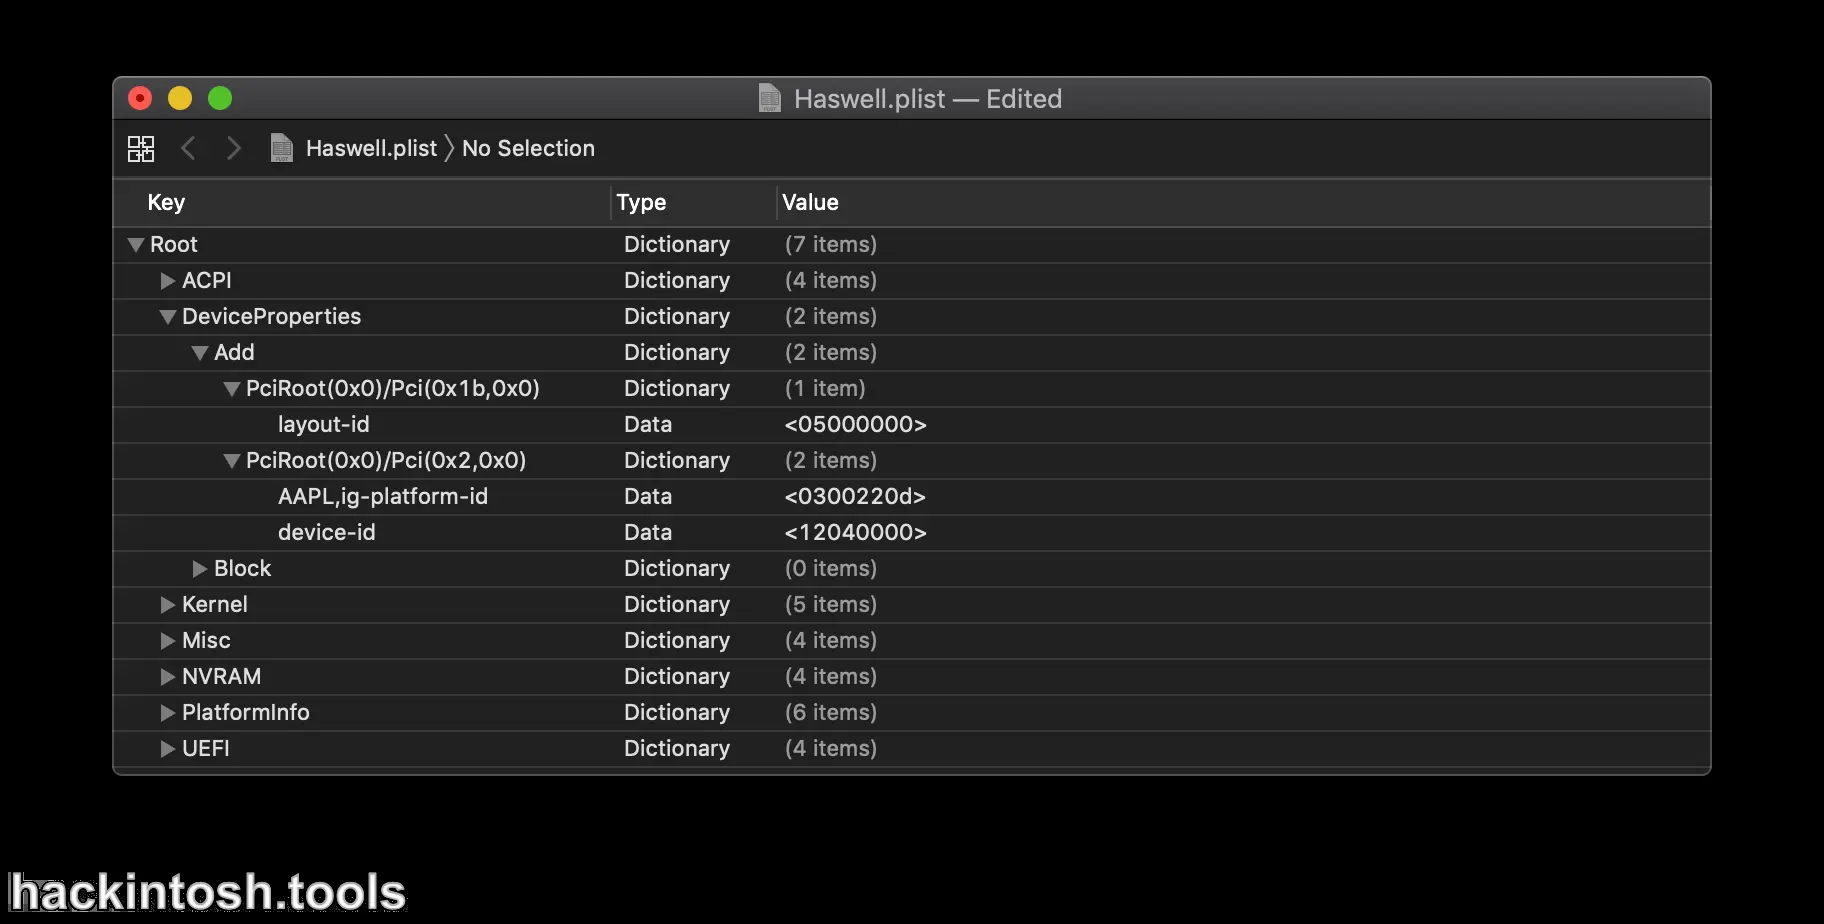 Haswell.plist — Edited
Haswell.plist 〉 No Selection
Key Type Value
Root Dictionary (7 items)
ACPI Dictionary (4 items)
DeviceProperties Dictionary (2 items)
Add Dictionary (2 items)
PciRoot(0x0)/Pci(0x1b,0x0) Dictionary (1 item)
layout-id Data <05000000>
PciRoot(0x0)/Pci(0x2,0x0) Dictionary (2 items)
AAPL,ig-platform-id Data <0300220d>
device-id Data <12040000>
Block Dictionary (0 items)
Kernel Dictionary (5 items)
Misc Dictionary (4 items)
NVRAM Dictionary (4 items)
PlatformInfo Dictionary (6 items)
UEFI Dictionary (4 items)
hackintosh.tools